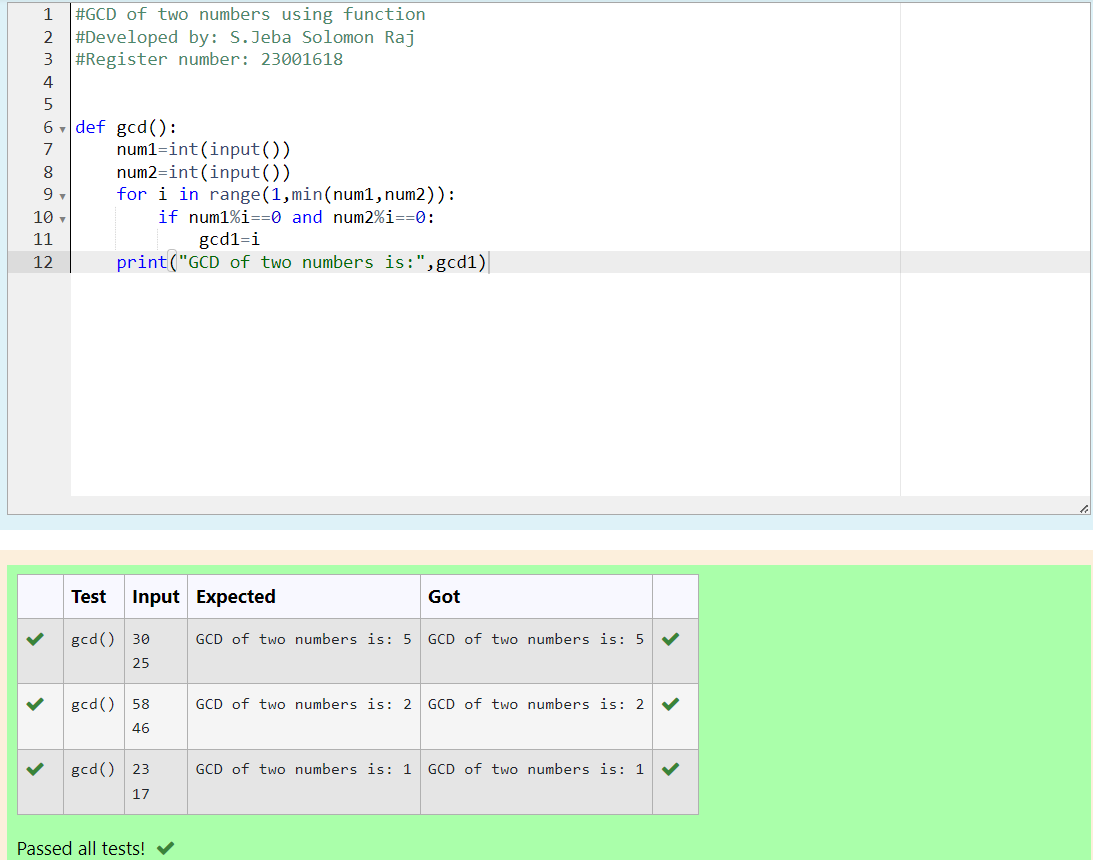 1 #GCD of two numbers using function
2 #Developed by: S.Jeba Solomon Raj
3 #Register number: 23001618
4
5
6 def gcd():
7     num1=int(input())
8     num2=int(input())
9     for i in range(1,min(num1,num2)):
10         if num1%i==0 and num2%i==0:
11             gcd1=i
12     print("GCD of two numbers is:",gcd1)
Test Input Expected Got
gcd() 30 GCD of two numbers is: 5 GCD of two numbers is: 5
25
gcd() 58 GCD of two numbers is: 2 GCD of two numbers is: 2
46
gcd() 23 GCD of two numbers is: 1 GCD of two numbers is: 1
17
Passed all tests!